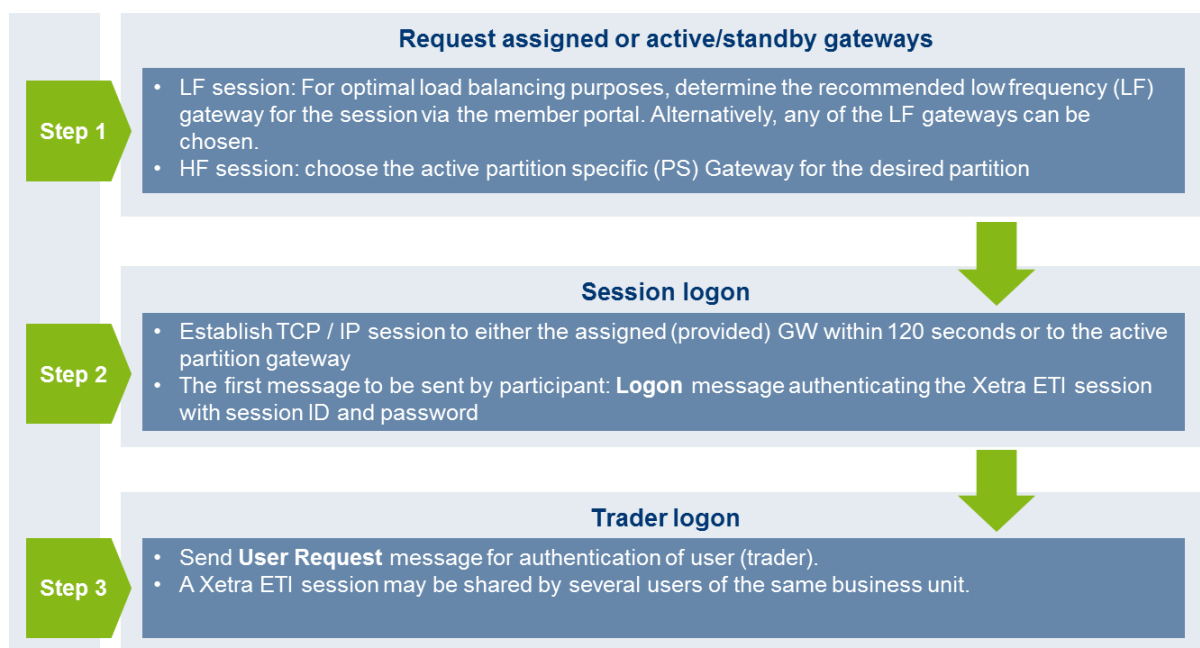 Request assigned or active/standby gateways
Step 1
• LF session: For optimal load balancing purposes, determine the recommended low frequency (LF)
gateway for the session via the member portal. Alternatively, any of the LF gateways can be
chosen.
• HF session: choose the active partition specific (PS) Gateway for the desired partition
Session logon
Step 2
• Establish TCP / IP session to either the assigned (provided) GW within 120 seconds or to the active
partition gateway
• The first message to be sent by participant: Logon message authenticating the Xetra ETI session
with session ID and password
Trader logon
Step 3
• Send User Request message for authentication of user (trader).
• A Xetra ETI session may be shared by several users of the same business unit.